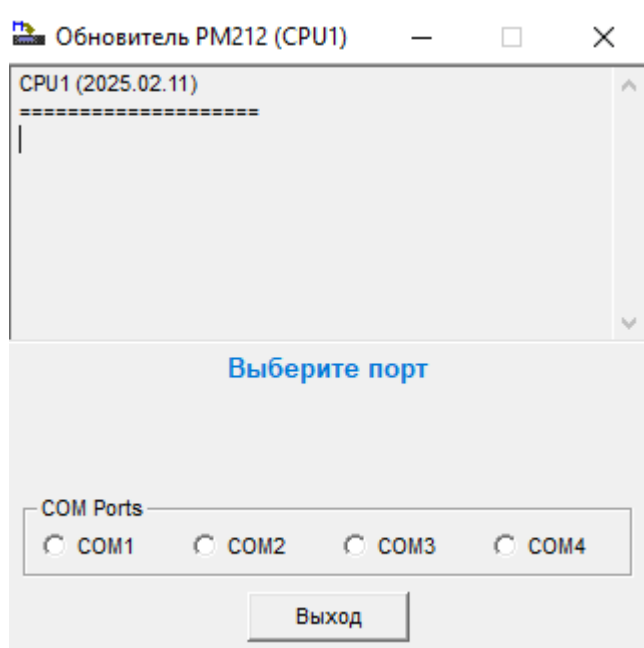 Обновитель PM212 (CPU1)
CPU1 (2025.02.11)
====================
Выберите порт
COM Ports
COM1 COM2 COM3 COM4
Выход